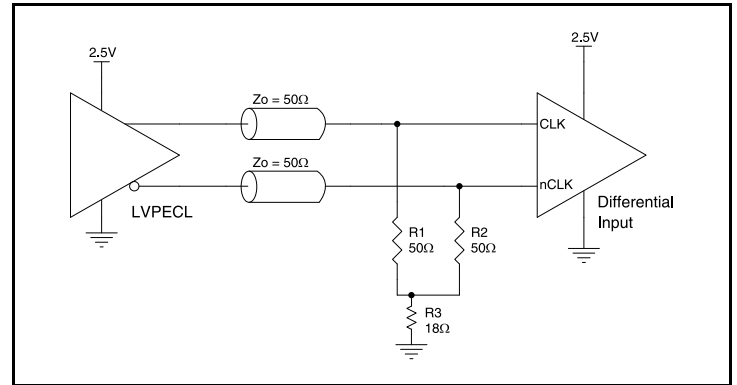 2.5V
2.5V
Zo = 50Ω
CLK
Zo = 50Ω
nCLK
LVPECL
Differential
Input
R1
50Ω
R2
50Ω
R3
18Ω